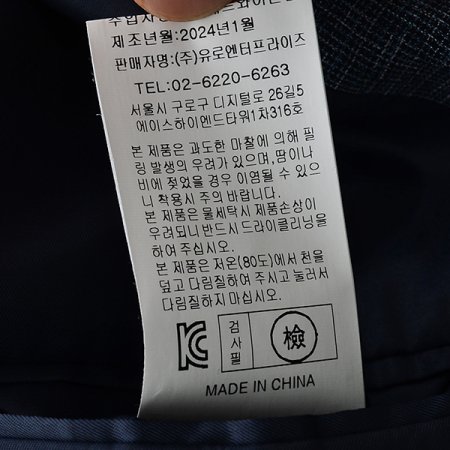 제조년월:2024년1월
판매자명:(주)유로엔터프라이즈
TEL:02-6220-6263
서울시 구로구 디지털로 26길5
에이스하이엔드타워1차316호
본 제품은 과도한 마찰에 의해 필
링 발생의 우려가 있으며,땀이나
비에 젖었을 경우 이염될 수 있으
니 착용시 주의 바랍니다.
본 제품은 물세탁시 제품손상이
우려되니 반드시드라이클리닝을
하여 주십시오.
본 제품은 저온(80도)에서 천을
덮고 다림질하여 주시고 눌러서
다림질하지 마십시오.
KC
검사필
檢
MADE IN CHINA